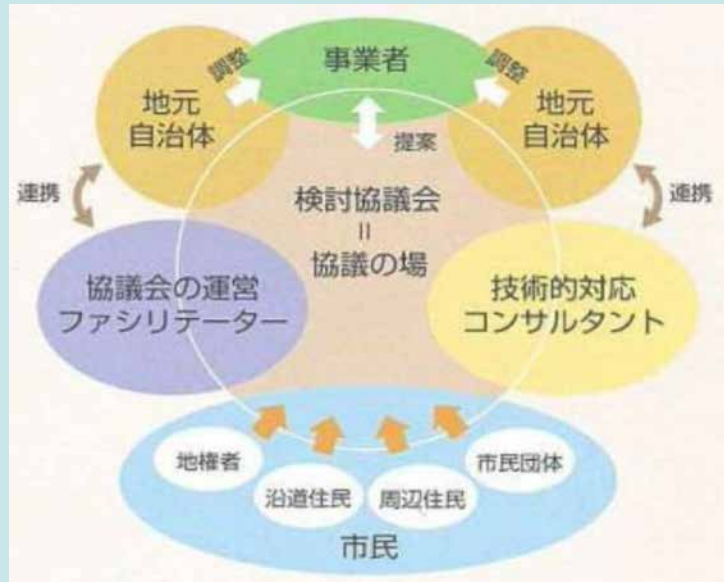 事業者
調整
調整
地元
自治体
地元
自治体
提案
連携
連携
検討協議会
=
協議の場
協議会の運営
ファシリテーター
技術的対応
コンサルタント
地権者
沿道住民
周辺住民
市民団体
市民